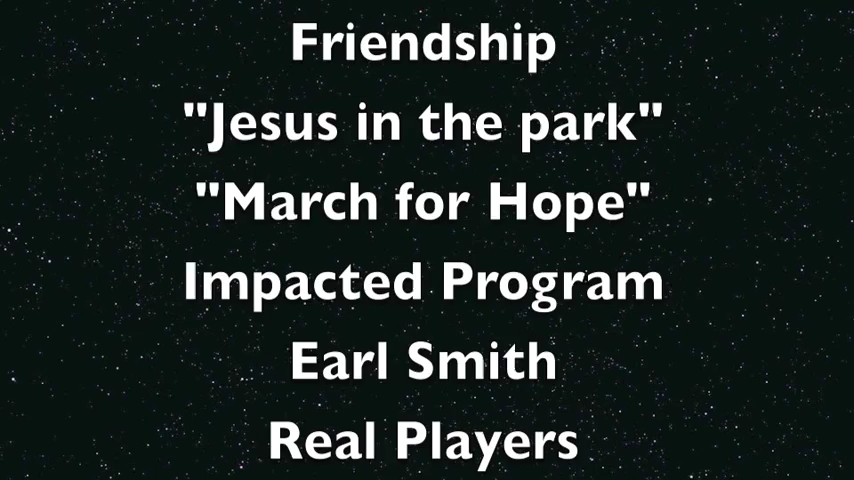 Friendship
"Jesus in the park"
"March for Hope"
Impacted Program
Earl Smith
Real Players